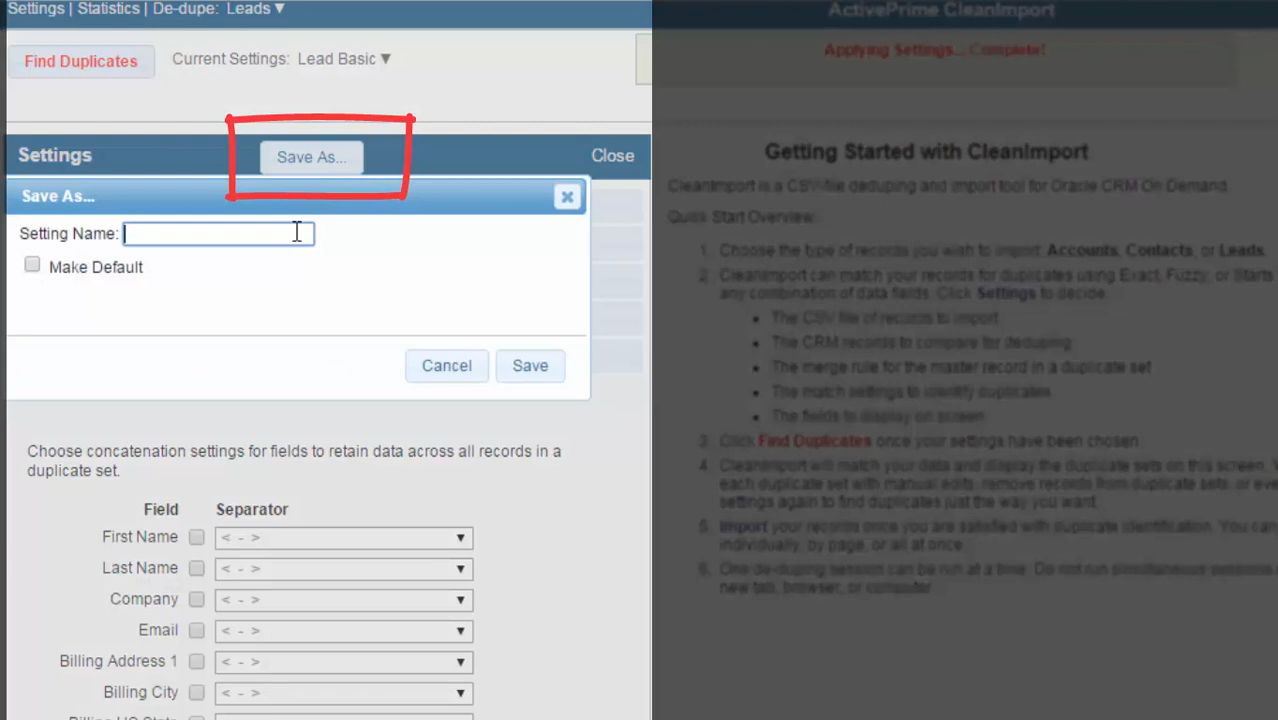 Settings | Statistics | De-dupe: Leads ▼
ActivePrime CleanImport
Find Duplicates
Current Settings: Lead Basic ▼
Applying Settings... Complete!
Settings
Save As...
Close
Save As...
Setting Name:
Make Default
Cancel
Save
Choose concatenation settings for fields to retain data across all records in a
duplicate set.
Field
Separator
First Name
< - >
Last Name
< - >
Company
< - >
Email
< - >
Billing Address 1
< - >
Billing City
< - >
Getting Started with CleanImport
CleanImport is a CSV file deduping and import tool for Oracle CRM On Demand.
Quick Start Overview:
1. Choose the type of records you wish to import: Accounts, Contacts, or Leads.
2. CleanImport can match your records for duplicates using Exact, Fuzzy, or Starts
any combination of data fields. Click Settings to decide:
• The CSV file of records to import
• The CRM records to compare for deduping
• The merge rule for the master record in a duplicate set
• The match settings to identify duplicates
• The fields to display on screen
3. Click Find Duplicates once your settings have been chosen.
4. CleanImport will match your data and display the duplicate sets on this screen.
each duplicate set with manual edits, remove records from duplicate sets, or eve
settings again to find duplicates just the way you want.
5. Import your records once you are satisfied with duplicate identification. You can
individually, by page, or all at once.
6. One de-duping session can be run at a time. Do not run simultaneous sessions
new tab, browser, or computer.